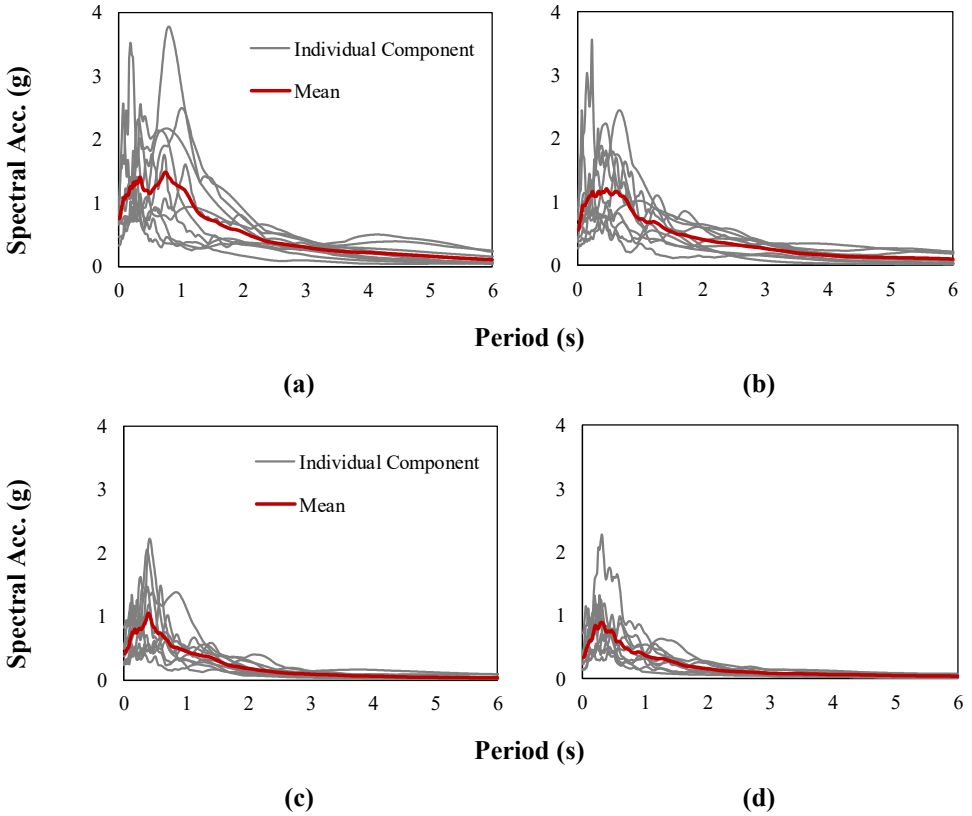 4
3
2
1
0
Spectral Acc. (g)
Individual Component
Mean
0 1 2 3 4 5 6
4
3
2
1
0
0 1 2 3 4 5 6
Period (s)
(a) (b)
4
3
2
1
0
Spectral Acc. (g)
Individual Component
Mean
0 1 2 3 4 5 6
4
3
2
1
0
0 1 2 3 4 5 6
Period (s)
(c) (d)